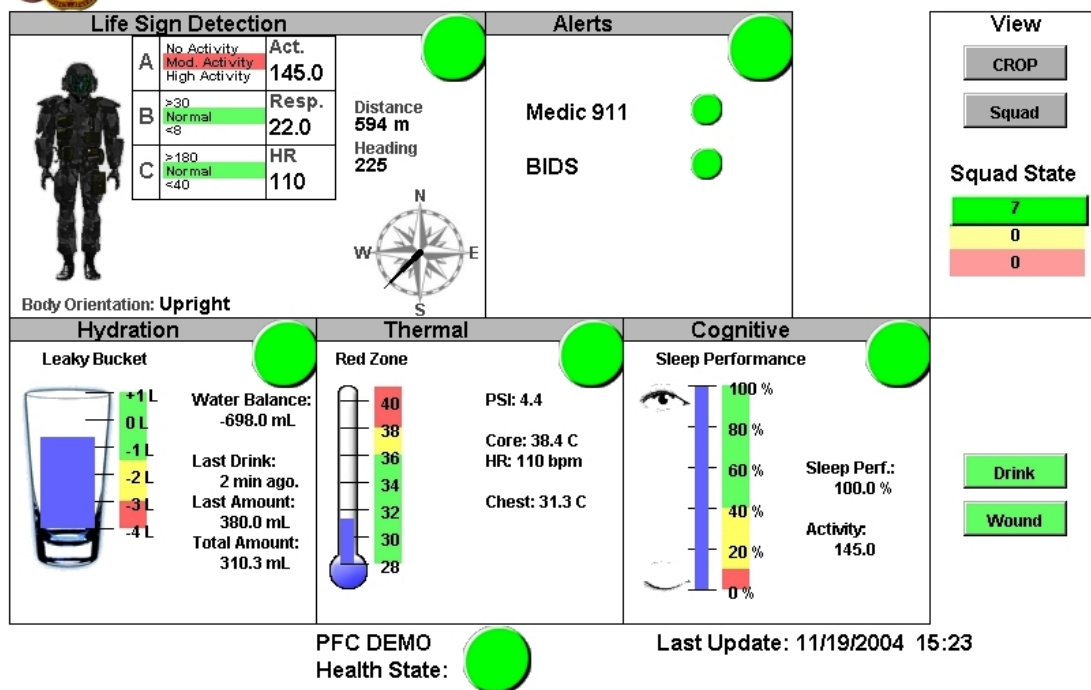 Life Sign Detection
A
No Activity
Mod. Activity
High Activity
Act.
145.0
B
>30
Normal
<8
Resp.
22.0
C
>180
Normal
<40
HR
110
Distance
594 m
Heading
225
N
W
E
S
Body Orientation: Upright
Alerts
Medic 911
BIDS
View
CROP
Squad
Squad State
7
0
0
Hydration
Leaky Bucket
+1 L
0 L
-1 L
-2 L
-3 L
-4 L
Water Balance:
-698.0 mL
Last Drink:
2 min ago.
Last Amount:
380.0 mL
Total Amount:
310.3 mL
Thermal
Red Zone
40
38
36
34
32
30
28
PSI: 4.4
Core: 38.4 C
HR: 110 bpm
Chest: 31.3 C
Cognitive
Sleep Performance
100 %
80 %
60 %
40 %
20 %
0 %
Sleep Perf.:
100.0 %
Activity:
145.0
Drink
Wound
PFC DEMO
Health State:
Last Update: 11/19/2004 15:23